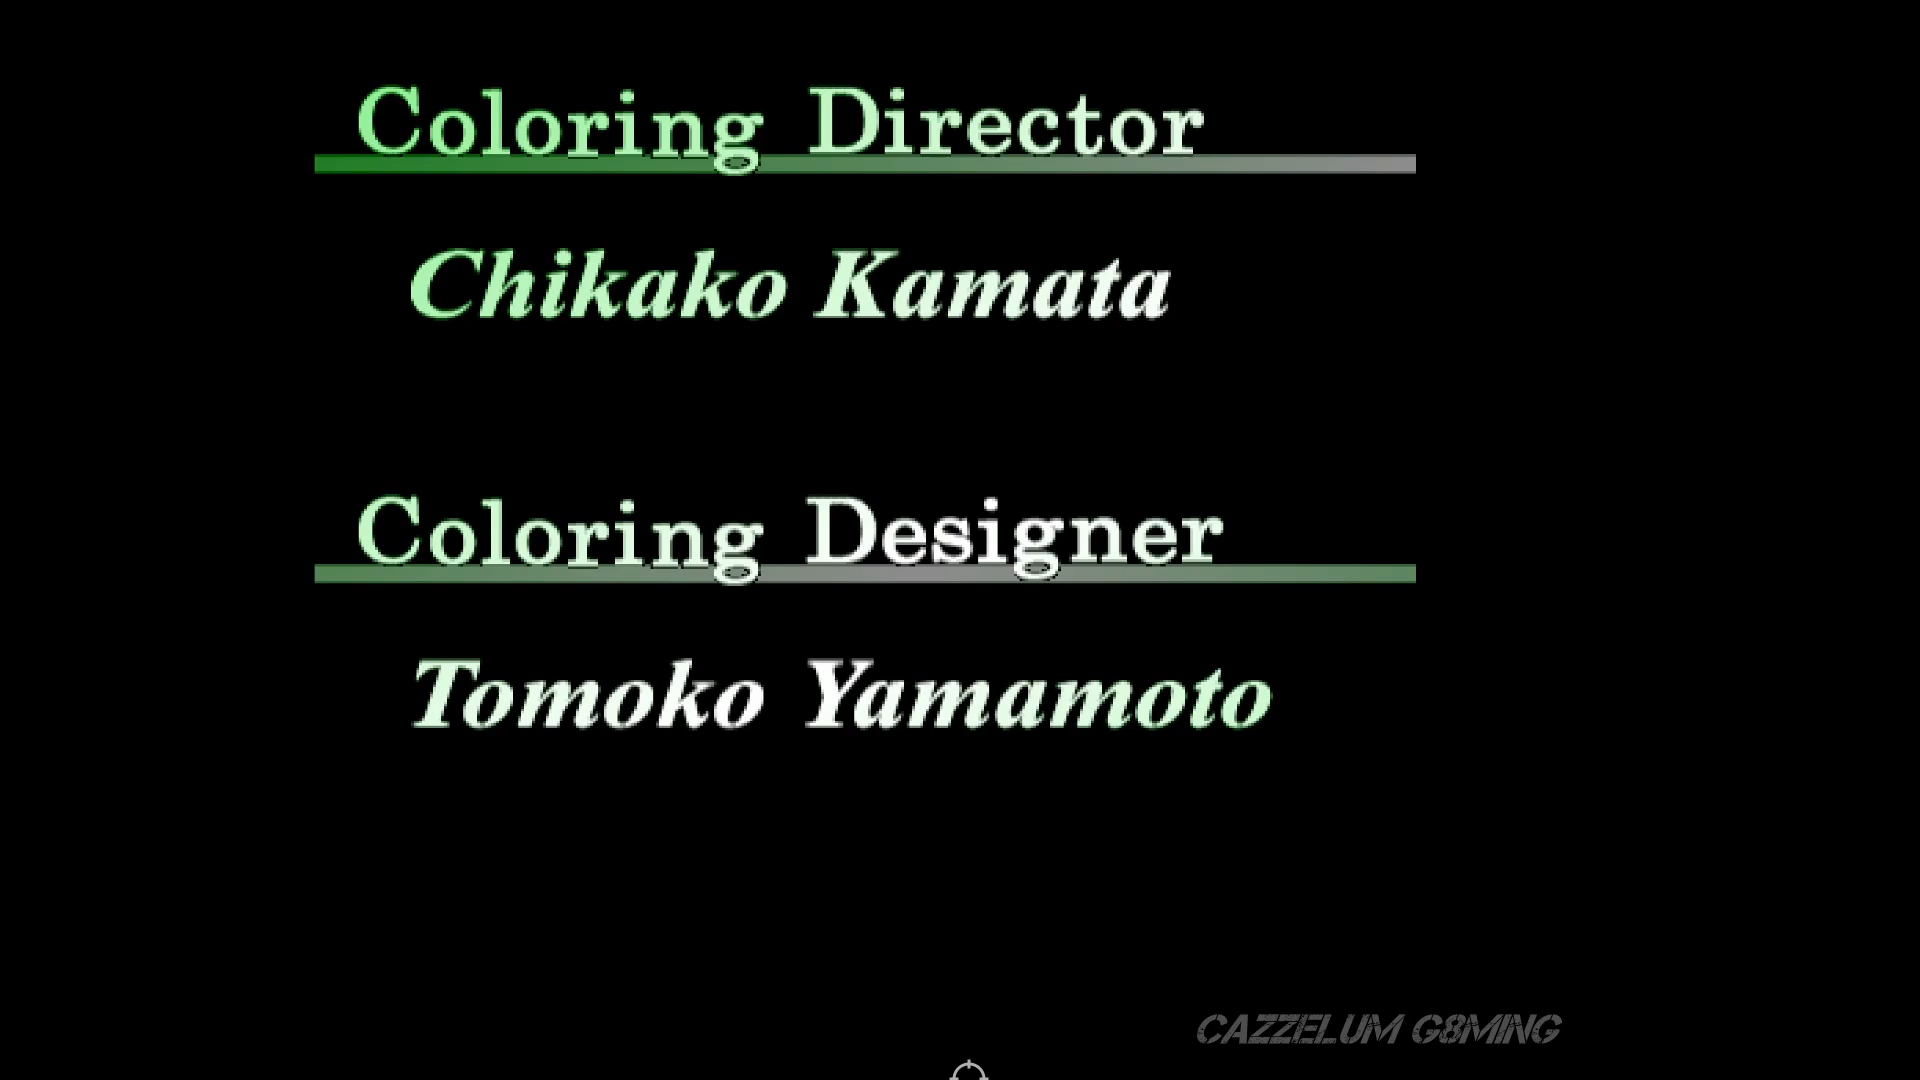 Coloring Director
Chikako Kamata
Coloring Designer
Tomoko Yamamoto
CAZZELUM G8MING